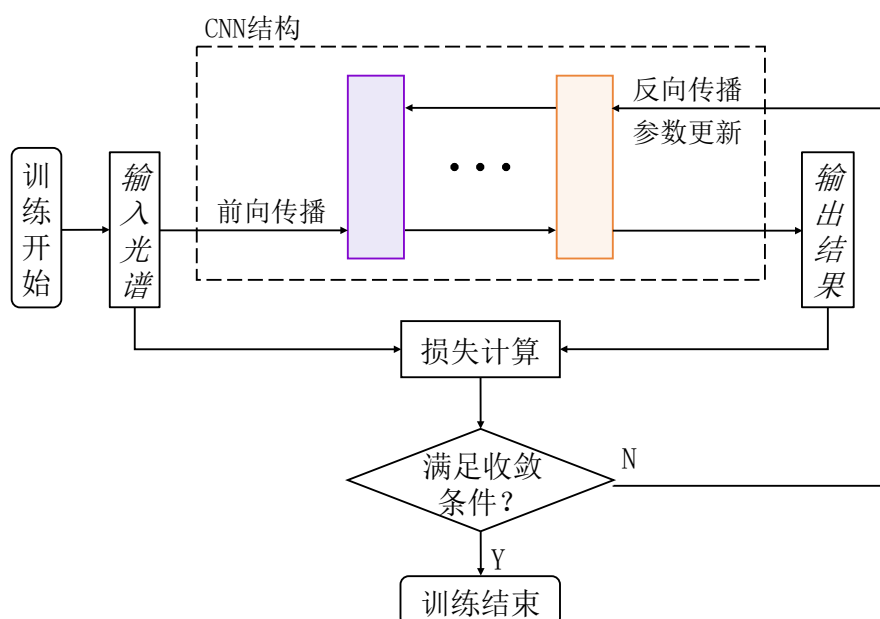 CNN结构
反向传播
参数更新
训练开始
输入光谱
前向传播
输出结果
损失计算
满足收敛
条件？
N
Y
训练结束